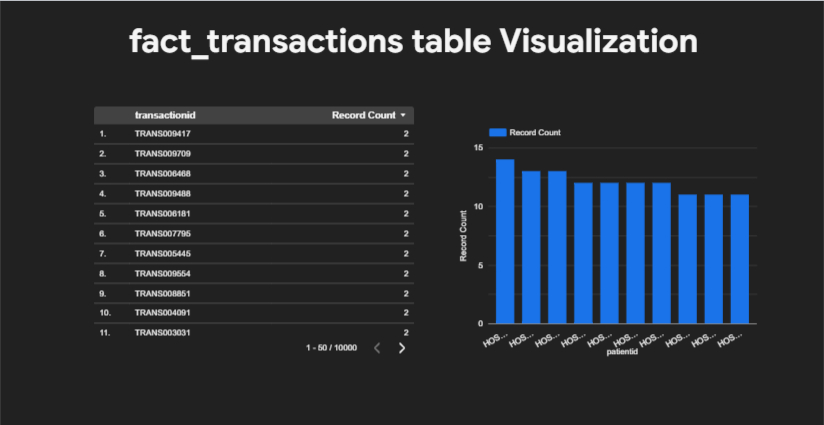 fact_transactions table Visualization
transactionid Record Count
1. TRANS009417 2
2. TRANS009709 2
3. TRANS006468 2
4. TRANS009488 2
5. TRANS006181 2
6. TRANS007795 2
7. TRANS005445 2
8. TRANS009554 2
9. TRANS008851 2
10. TRANS004091 2
11. TRANS003031 2
1 - 50 / 10000
Record Count
15
10
5
0
Record Count
HOS... HOS... HOS... HOS... HOS... HOS... HOS... HOS... HOS... HOS...
patientid